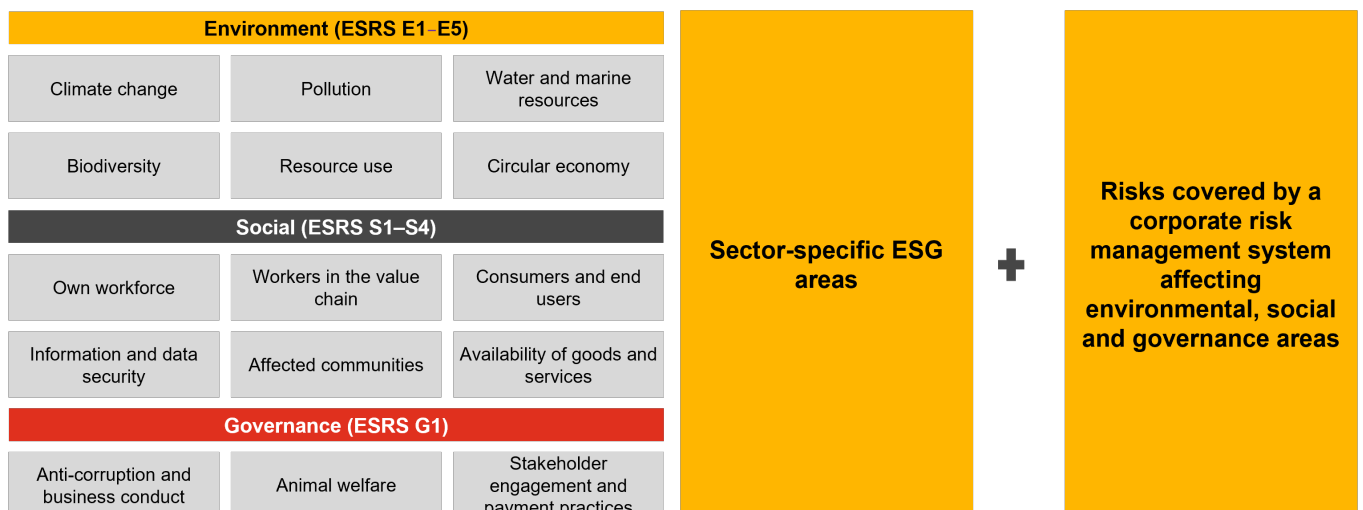 Environment (ESRS E1–E5)
Climate change
Pollution
Water and marine
resources
Biodiversity
Resource use
Circular economy
Social (ESRS S1–S4)
Own workforce
Workers in the value
chain
Consumers and end
users
Information and data
security
Affected communities
Availability of goods and
services
Governance (ESRS G1)
Anti-corruption and
business conduct
Animal welfare
Stakeholder
engagement and
payment practices
Sector-specific ESG
areas
Risks covered by a
corporate risk
management system
affecting
environmental, social
and governance areas